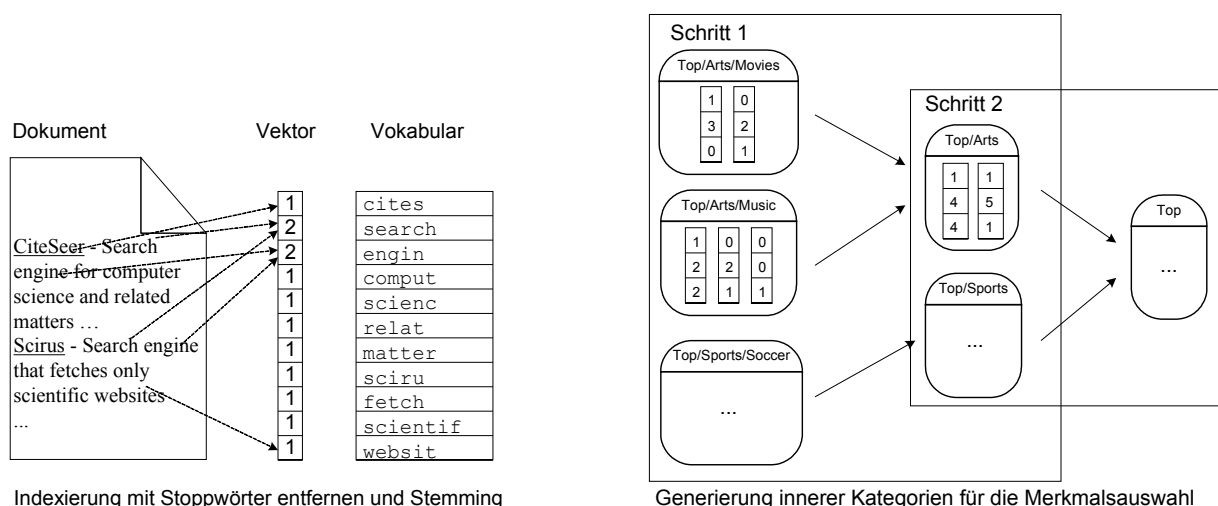 Dokument
Vektor
Vokabular
CiteSeer - Search
engine for computer
science and related
matters …
Scirus - Search engine
that fetches only
scientific websites
...
1
2
2
1
1
1
1
1
1
1
1
cites
search
engin
comput
scienc
relat
matter
sciru
fetch
scientif
websit
Indexierung mit Stoppwörter entfernen und Stemming
Schritt 1
Top/Arts/Movies
1 0
3 2
0 1
Top/Arts/Music
1 0 0
2 2 0
2 1 1
Top/Sports/Soccer
...
Schritt 2
Top/Arts
1 1
4 5
4 1
Top/Sports
...
Top
...
Generierung innerer Kategorien für die Merkmalsauswahl